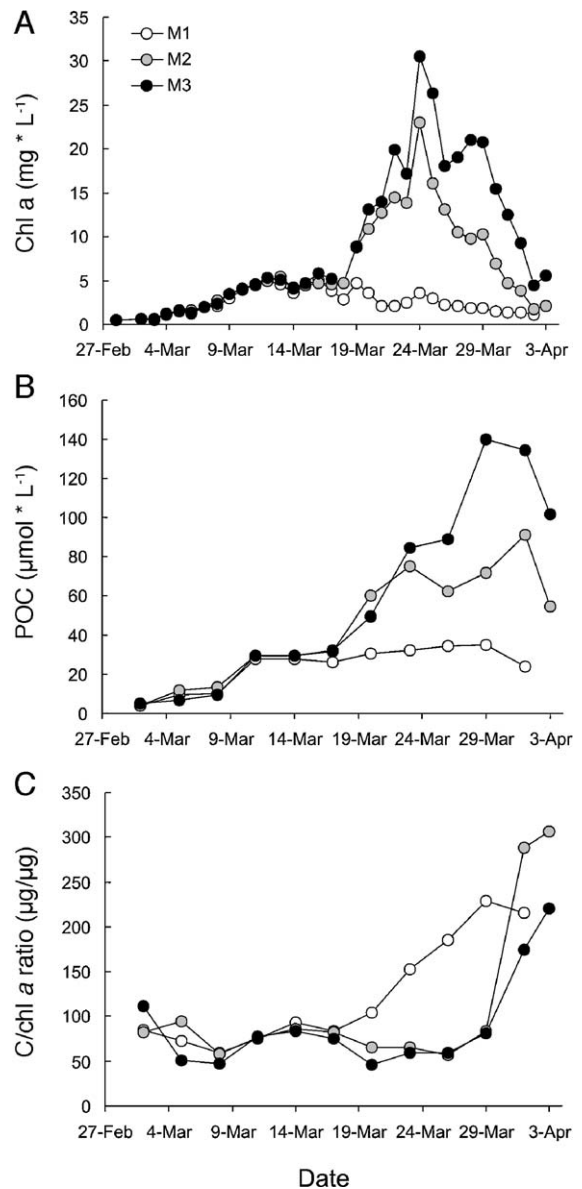 A
Chl a (mg * L-1)
35
30
25
20
15
10
5
0
M1
M2
M3
27-Feb 4-Mar 9-Mar 14-Mar 19-Mar 24-Mar 29-Mar 3-Apr
B
POC (µmol * L-1)
160
140
120
100
80
60
40
20
0
27-Feb 4-Mar 9-Mar 14-Mar 19-Mar 24-Mar 29-Mar 3-Apr
C
C/chl a ratio (µg/µg)
350
300
250
200
150
100
50
0
27-Feb 4-Mar 9-Mar 14-Mar 19-Mar 24-Mar 29-Mar 3-Apr
Date